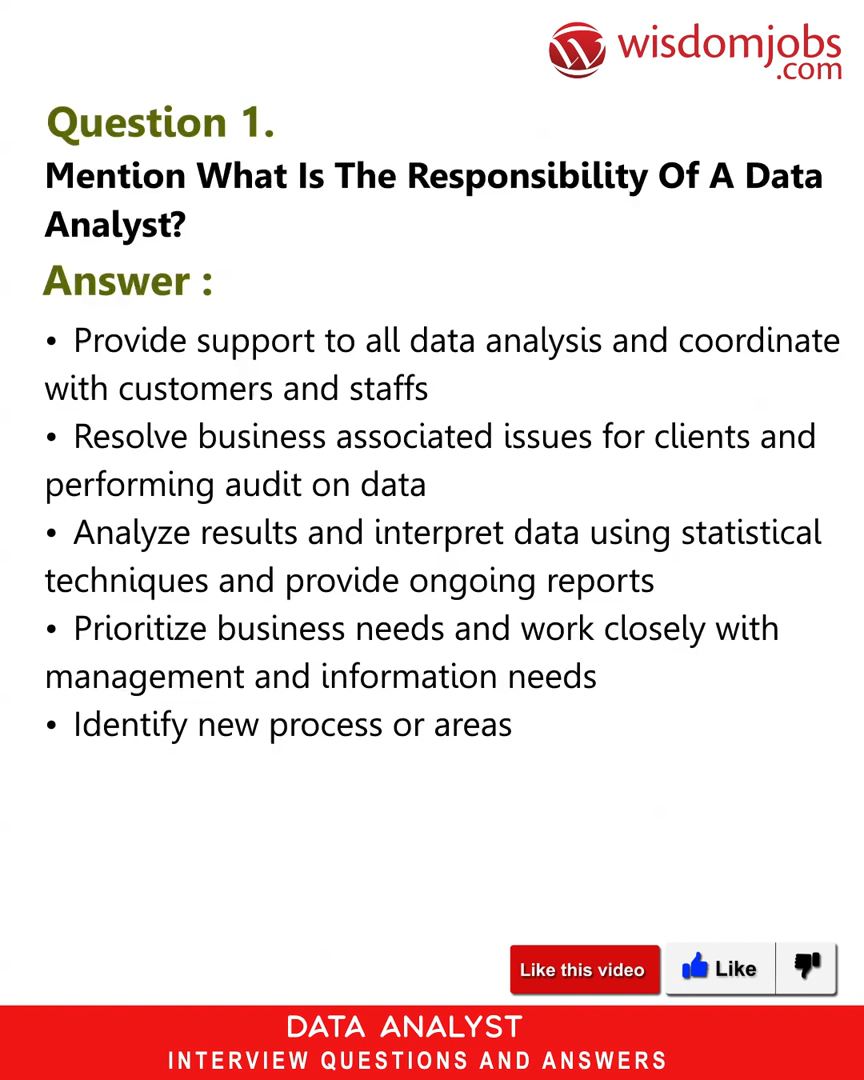 wisdomjobs
.com
Question 1.
Mention What Is The Responsibility Of A Data
Analyst?
Answer :
• Provide support to all data analysis and coordinate
with customers and staffs
• Resolve business associated issues for clients and
performing audit on data
• Analyze results and interpret data using statistical
techniques and provide ongoing reports
• Prioritize business needs and work closely with
management and information needs
• Identify new process or areas
Like this video
Like
DATA ANALYST
INTERVIEW QUESTIONS AND ANSWERS